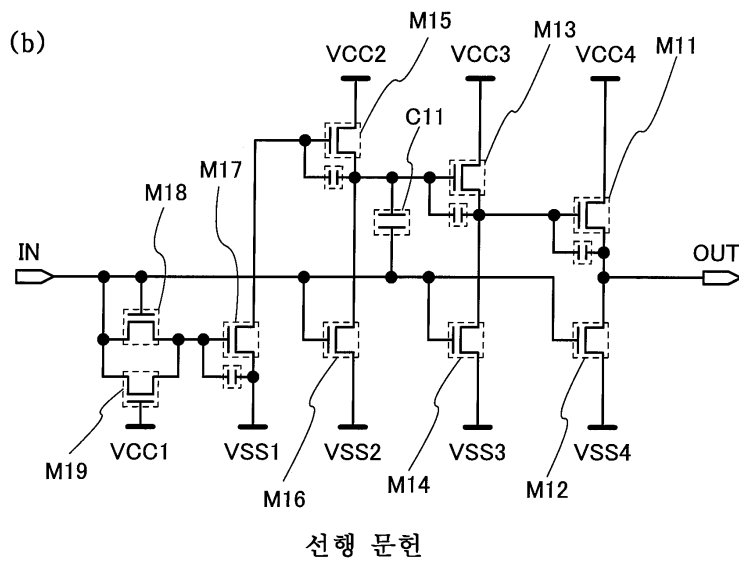 (b)
M15
VCC2
VCC3
M13
VCC4
M11
C11
M17
M18
IN
OUT
M19
VCC1
VSS1
VSS2
VSS3
VSS4
M16
M14
M12
선행 문헌